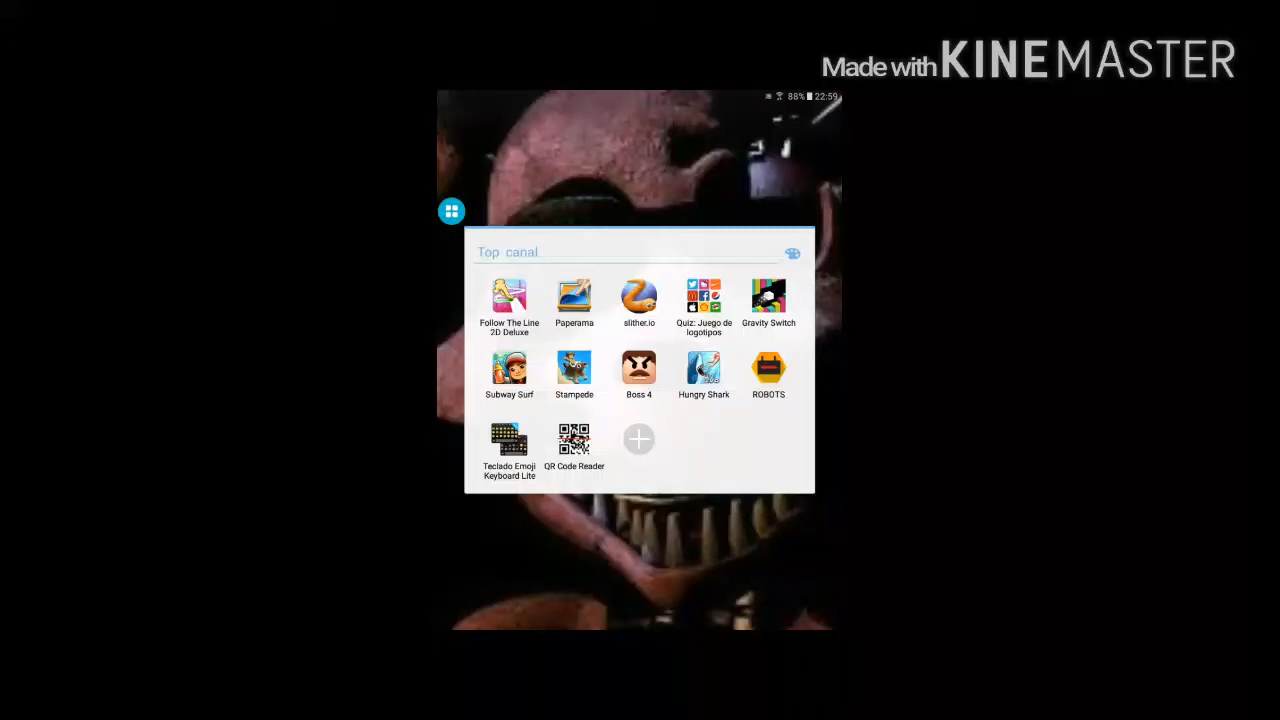 Made with KINEMASTER
88% 22:59
Top canal
Follow The Line
2D Deluxe
Paperama
slither.io
Quiz: Juego de
logotipos
Gravity Switch
Subway Surf
Stampede
Boss 4
Hungry Shark
ROBOTS
Teclado Emoji
Keyboard Lite
QR Code Reader